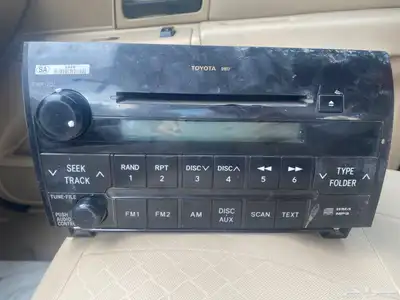 SA
TOYOTA
SEEK
TRACK
RAND
1
RPT
2
DISC
3
DISC
4
5
6
TYPE
FOLDER
TUNE•FILE
PUSH
AUDIO
CONTROL
FM1
FM2
AM
DISC
AUX
SCAN
TEXT